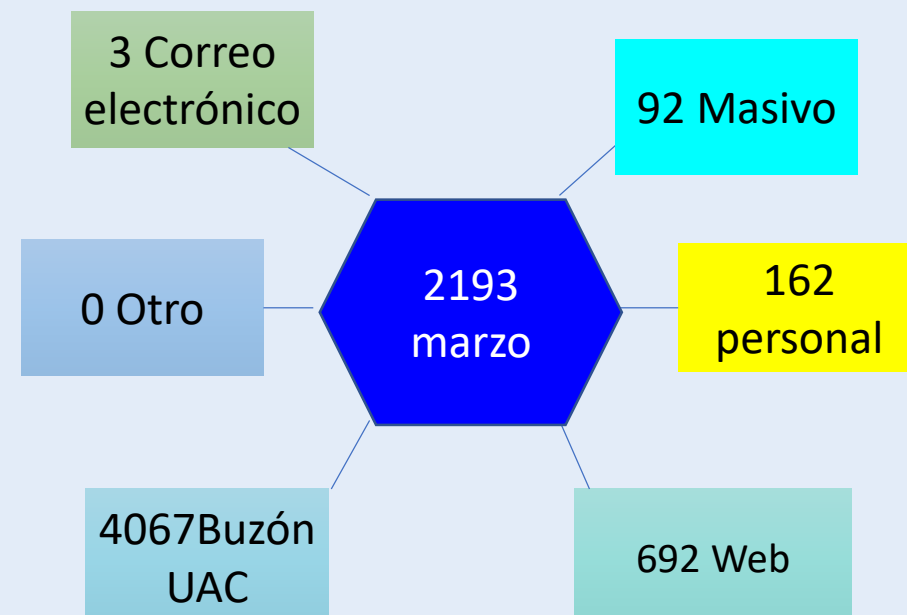 3 Correo
electrónico
92 Masivo
0 Otro
2193
marzo
162
personal
4067Buzón
UAC
692 Web